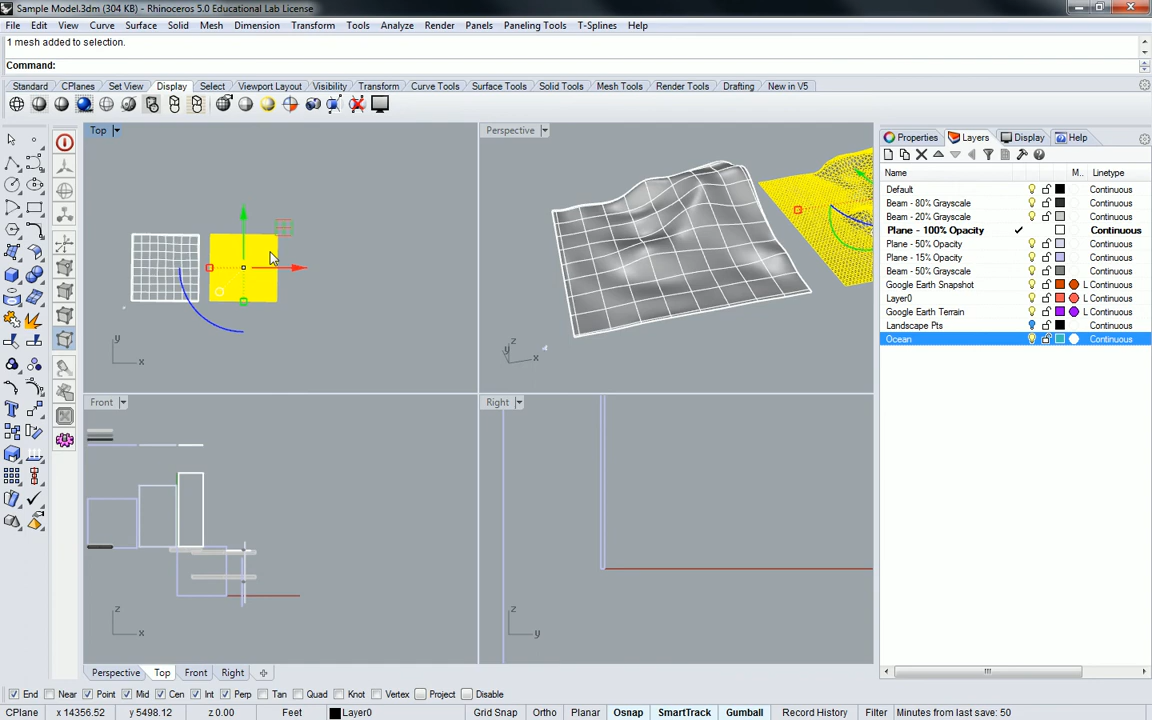 Sample Model.3dm (304 KB) - Rhinoceros 5.0 Educational Lab License
File Edit View Curve Surface Solid Mesh Dimension Transform Tools Analyze Render Panels Paneling Tools T-Splines Help
1 mesh added to selection.
Command:
Standard CPlanes Set View Display Select Viewport Layout Visibility Transform Curve Tools Surface Tools Solid Tools Mesh Tools Render Tools Drafting New in V5
Top
Perspective
Properties Layers Display Help
Name M.. Linetype
Default Continuous
Beam - 80% Grayscale Continuous
Beam - 20% Grayscale Continuous
Plane - 100% Opacity Continuous
Plane - 50% Opacity Continuous
Plane - 15% Opacity Continuous
Beam - 50% Grayscale Continuous
Google Earth Snapshot L Continuous
Layer0 L Continuous
Google Earth Terrain L Continuous
Landscape Pts Continuous
Ocean Continuous
y
x
z
y
x
Front
Right
z
x
z
y
Perspective Top Front Right
End Near Point Mid Cen Int Perp Tan Quad Knot Vertex Project Disable
CPlane x 14356.52 y 5498.12 z 0.00 Feet Layer0 Grid Snap Ortho Planar Osnap SmartTrack Gumball Record History Filter Minutes from last save: 50